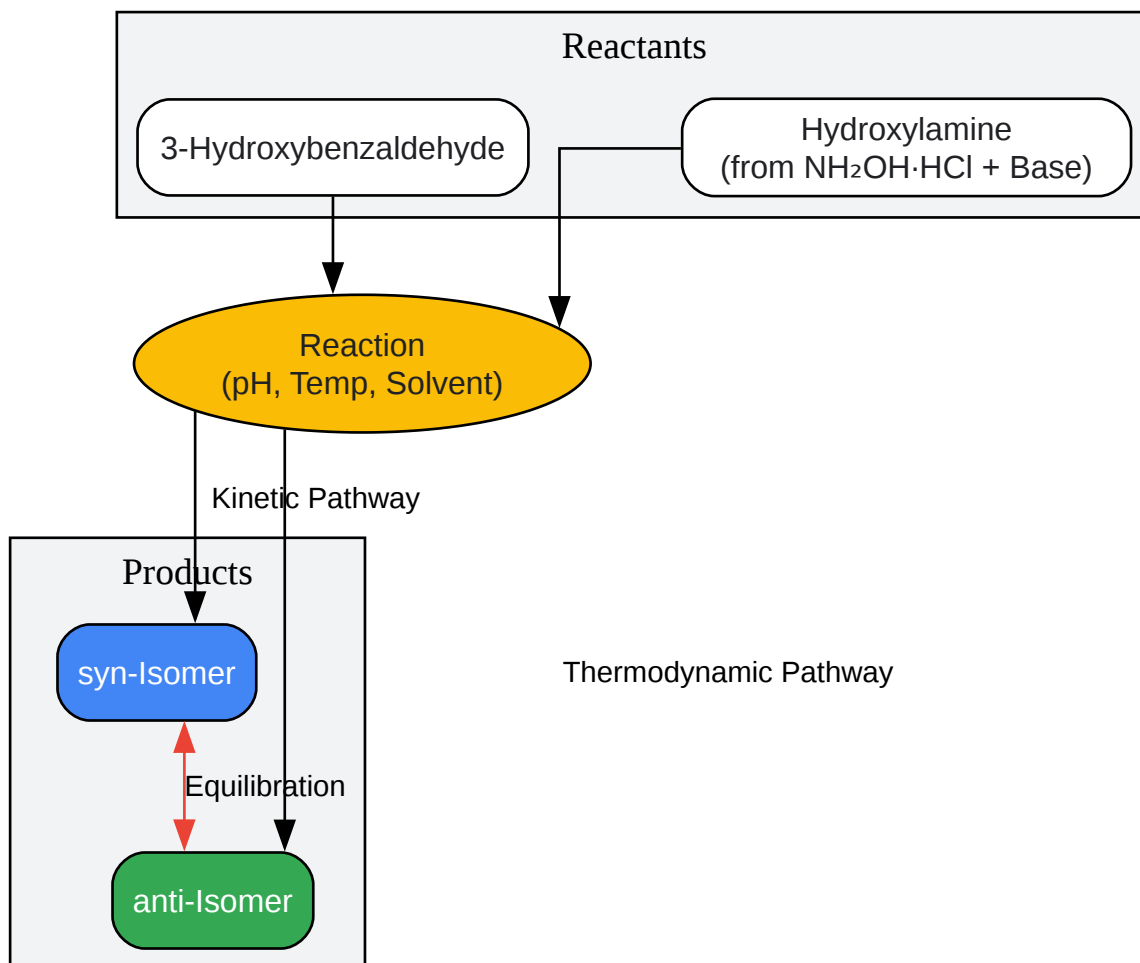 Reactants
3-Hydroxybenzaldehyde
Hydroxylamine
(from NH₂OH·HCl + Base)
Reaction
(pH, Temp, Solvent)
Kinetic Pathway
Products
syn-Isomer
Thermodynamic Pathway
Equilibration
anti-Isomer